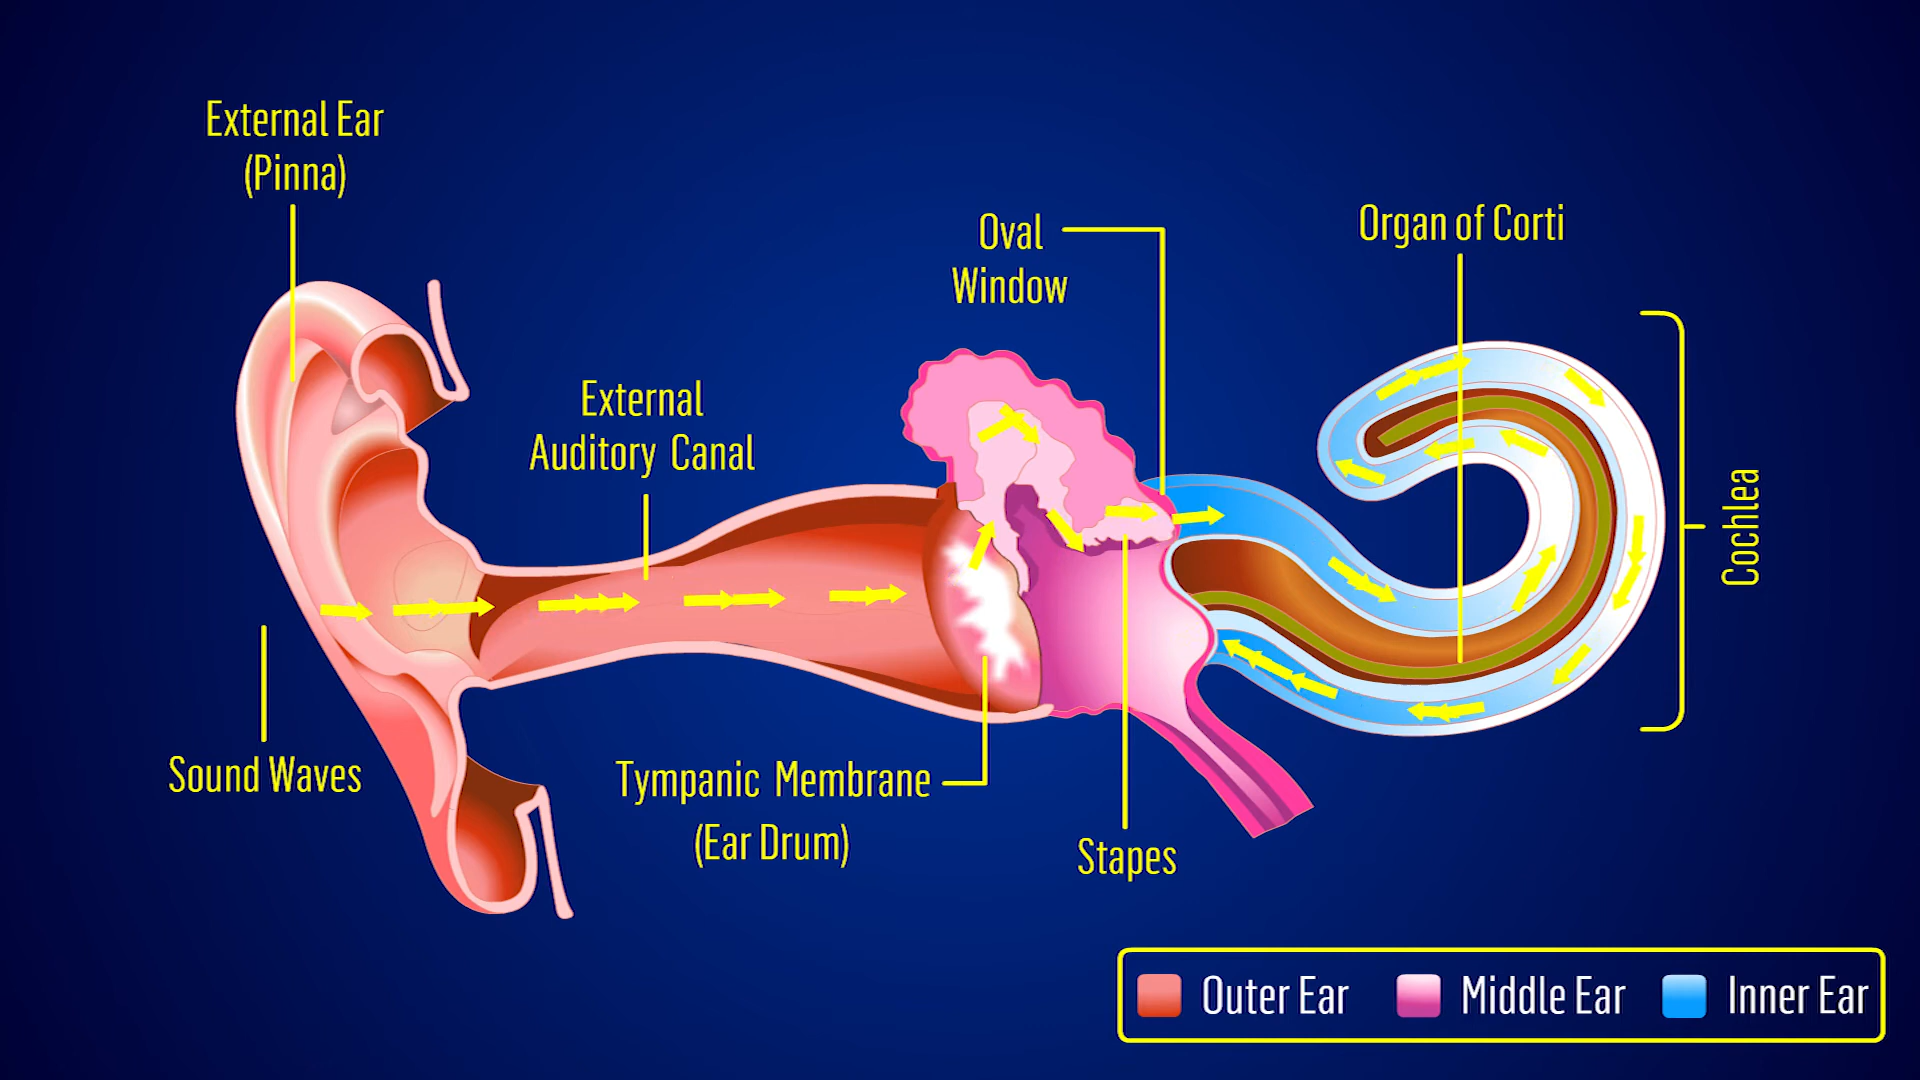 External Ear
(Pinna)
Oval
Window
Organ of Corti
External
Auditory Canal
Cochlea
Sound Waves
Tympanic Membrane
(Ear Drum)
Stapes
Outer Ear
Middle Ear
Inner Ear